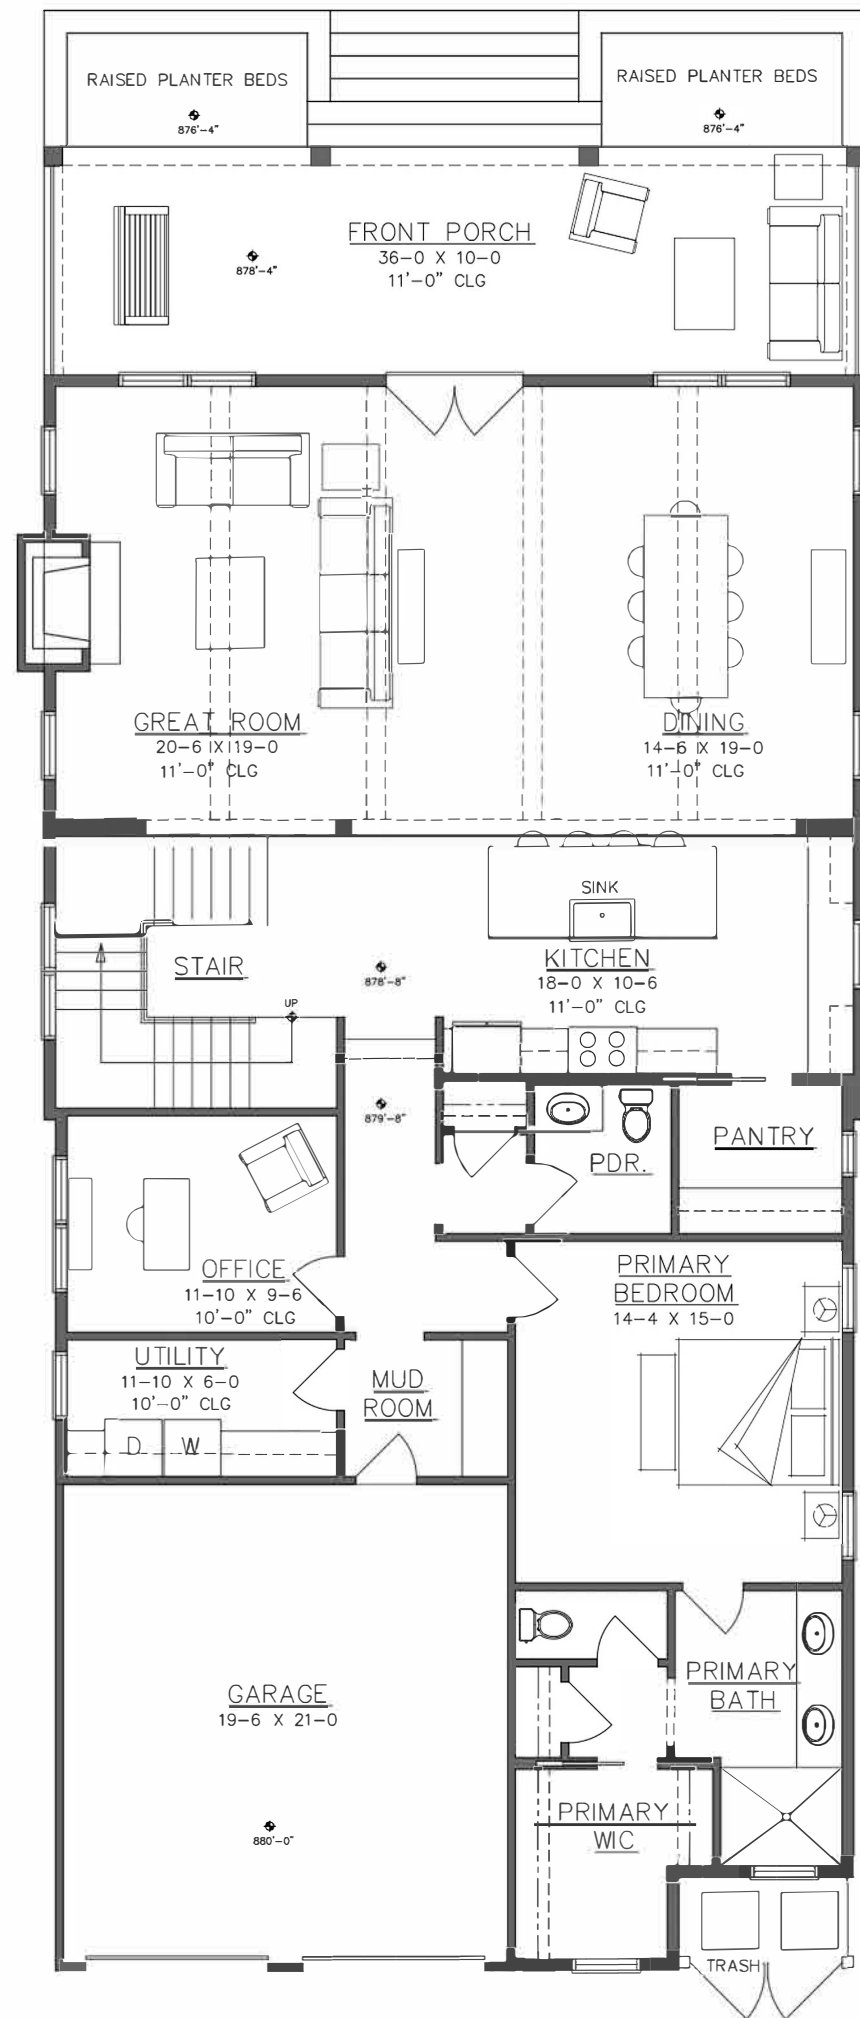 RAISED PLANTER BEDS
876'-4"
RAISED PLANTER BEDS
876'-4"
FRONT PORCH
36-0 X 10-0
11'-0" CLG
878'-4"
GREAT ROOM
20-6 X 19-0
11'-0" CLG
DINING
14-6 X 19-0
11'-0" CLG
SINK
STAIR
UP
878'-8"
KITCHEN
18-0 X 10-6
11'-0" CLG
879'-8"
PDR.
PANTRY
OFFICE
11-10 X 9-6
10'-0" CLG
PRIMARY
BEDROOM
14-4 X 15-0
UTILITY
11-10 X 6-0
10'-0" CLG
D
W
MUD
ROOM
GARAGE
19-6 X 21-0
880'-0"
PRIMARY
BATH
PRIMARY
WIC
TRASH